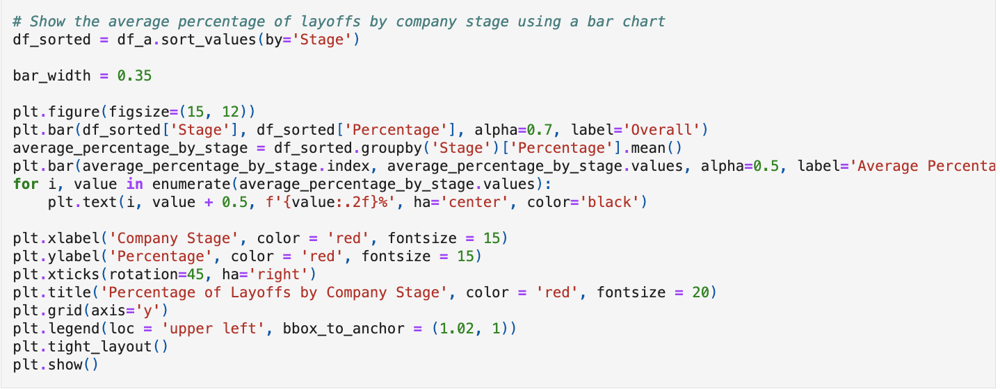 # Show the average percentage of layoffs by company stage using a bar chart
df_sorted = df_a.sort_values(by='Stage')
bar_width = 0.35
plt.figure(figsize=(15, 12))
plt.bar(df_sorted['Stage'], df_sorted['Percentage'], alpha=0.7, label='Overall')
average_percentage_by_stage = df_sorted.groupby('Stage')['Percentage'].mean()
plt.bar(average_percentage_by_stage.index, average_percentage_by_stage.values, alpha=0.5, label='Average Percenta
for i, value in enumerate(average_percentage_by_stage.values):
    plt.text(i, value + 0.5, f'{value:.2f}%', ha='center', color='black')
plt.xlabel('Company Stage', color = 'red', fontsize = 15)
plt.ylabel('Percentage', color = 'red', fontsize = 15)
plt.xticks(rotation=45, ha='right')
plt.title('Percentage of Layoffs by Company Stage', color = 'red', fontsize = 20)
plt.grid(axis='y')
plt.legend(loc = 'upper left', bbox_to_anchor = (1.02, 1))
plt.tight_layout()
plt.show()